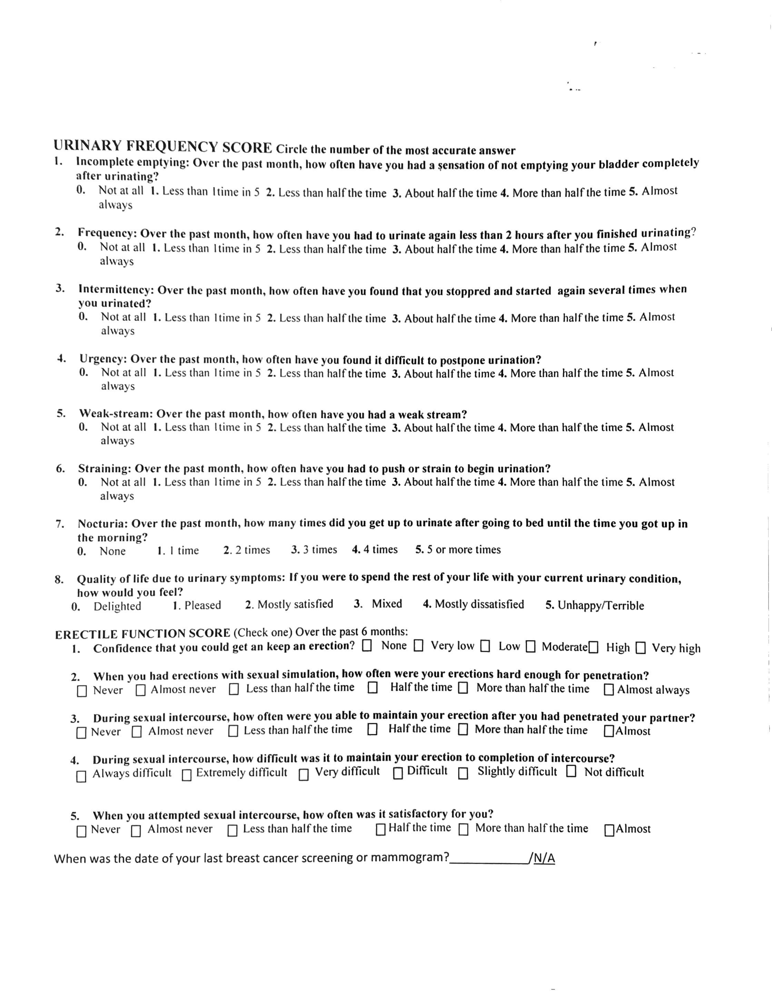 URINARY FREQUENCY SCORE Circle the number of the most accurate answer
1. Incomplete emptying: Over the past month, how often have you had a sensation of not emptying your bladder completely
after urinating?
0. Not at all 1. Less than 1time in 5 2. Less than half the time 3. About half the time 4. More than half the time 5. Almost
always
2. Frequency: Over the past month, how often have you had to urinate again less than 2 hours after you finished urinating?
0. Not at all 1. Less than 1time in 5 2. Less than half the time 3. About half the time 4. More than half the time 5. Almost
always
3. Intermittency: Over the past month, how often have you found that you stoppred and started again several times when
you urinated?
0. Not at all 1. Less than 1time in 5 2. Less than half the time 3. About half the time 4. More than half the time 5. Almost
always
4. Urgency: Over the past month, how often have you found it difficult to postpone urination?
0. Not at all 1. Less than 1time in 5 2. Less than half the time 3. About half the time 4. More than half the time 5. Almost
always
5. Weak-stream: Over the past month, how often have you had a weak stream?
0. Not at all 1. Less than 1time in 5 2. Less than half the time 3. About half the time 4. More than half the time 5. Almost
always
6. Straining: Over the past month, how often have you had to push or strain to begin urination?
0. Not at all 1. Less than 1time in 5 2. Less than half the time 3. About half the time 4. More than half the time 5. Almost
always
7. Nocturia: Over the past month, how many times did you get up to urinate after going to bed until the time you got up in
the morning?
0. None 1. 1 time 2. 2 times 3. 3 times 4. 4 times 5. 5 or more times
8. Quality of life due to urinary symptoms: If you were to spend the rest of your life with your current urinary condition,
how would you feel?
0. Delighted 1. Pleased 2. Mostly satisfied 3. Mixed 4. Mostly dissatisfied 5. Unhappy/Terrible
ERECTILE FUNCTION SCORE (Check one) Over the past 6 months:
1. Confidence that you could get an keep an erection? ☐ None ☐ Very low ☐ Low ☐ Moderate☐ High ☐ Very high
2. When you had erections with sexual simulation, how often were your erections hard enough for penetration?
☐ Never ☐ Almost never ☐ Less than half the time ☐ Half the time ☐ More than half the time ☐ Almost always
3. During sexual intercourse, how often were you able to maintain your erection after you had penetrated your partner?
☐ Never ☐ Almost never ☐ Less than half the time ☐ Half the time ☐ More than half the time ☐Almost
4. During sexual intercourse, how difficult was it to maintain your erection to completion of intercourse?
☐ Always difficult ☐ Extremely difficult ☐ Very difficult ☐ Difficult ☐ Slightly difficult ☐ Not difficult
5. When you attempted sexual intercourse, how often was it satisfactory for you?
☐ Never ☐ Almost never ☐ Less than half the time ☐ Half the time ☐ More than half the time ☐Almost
When was the date of your last breast cancer screening or mammogram?____________/N/A